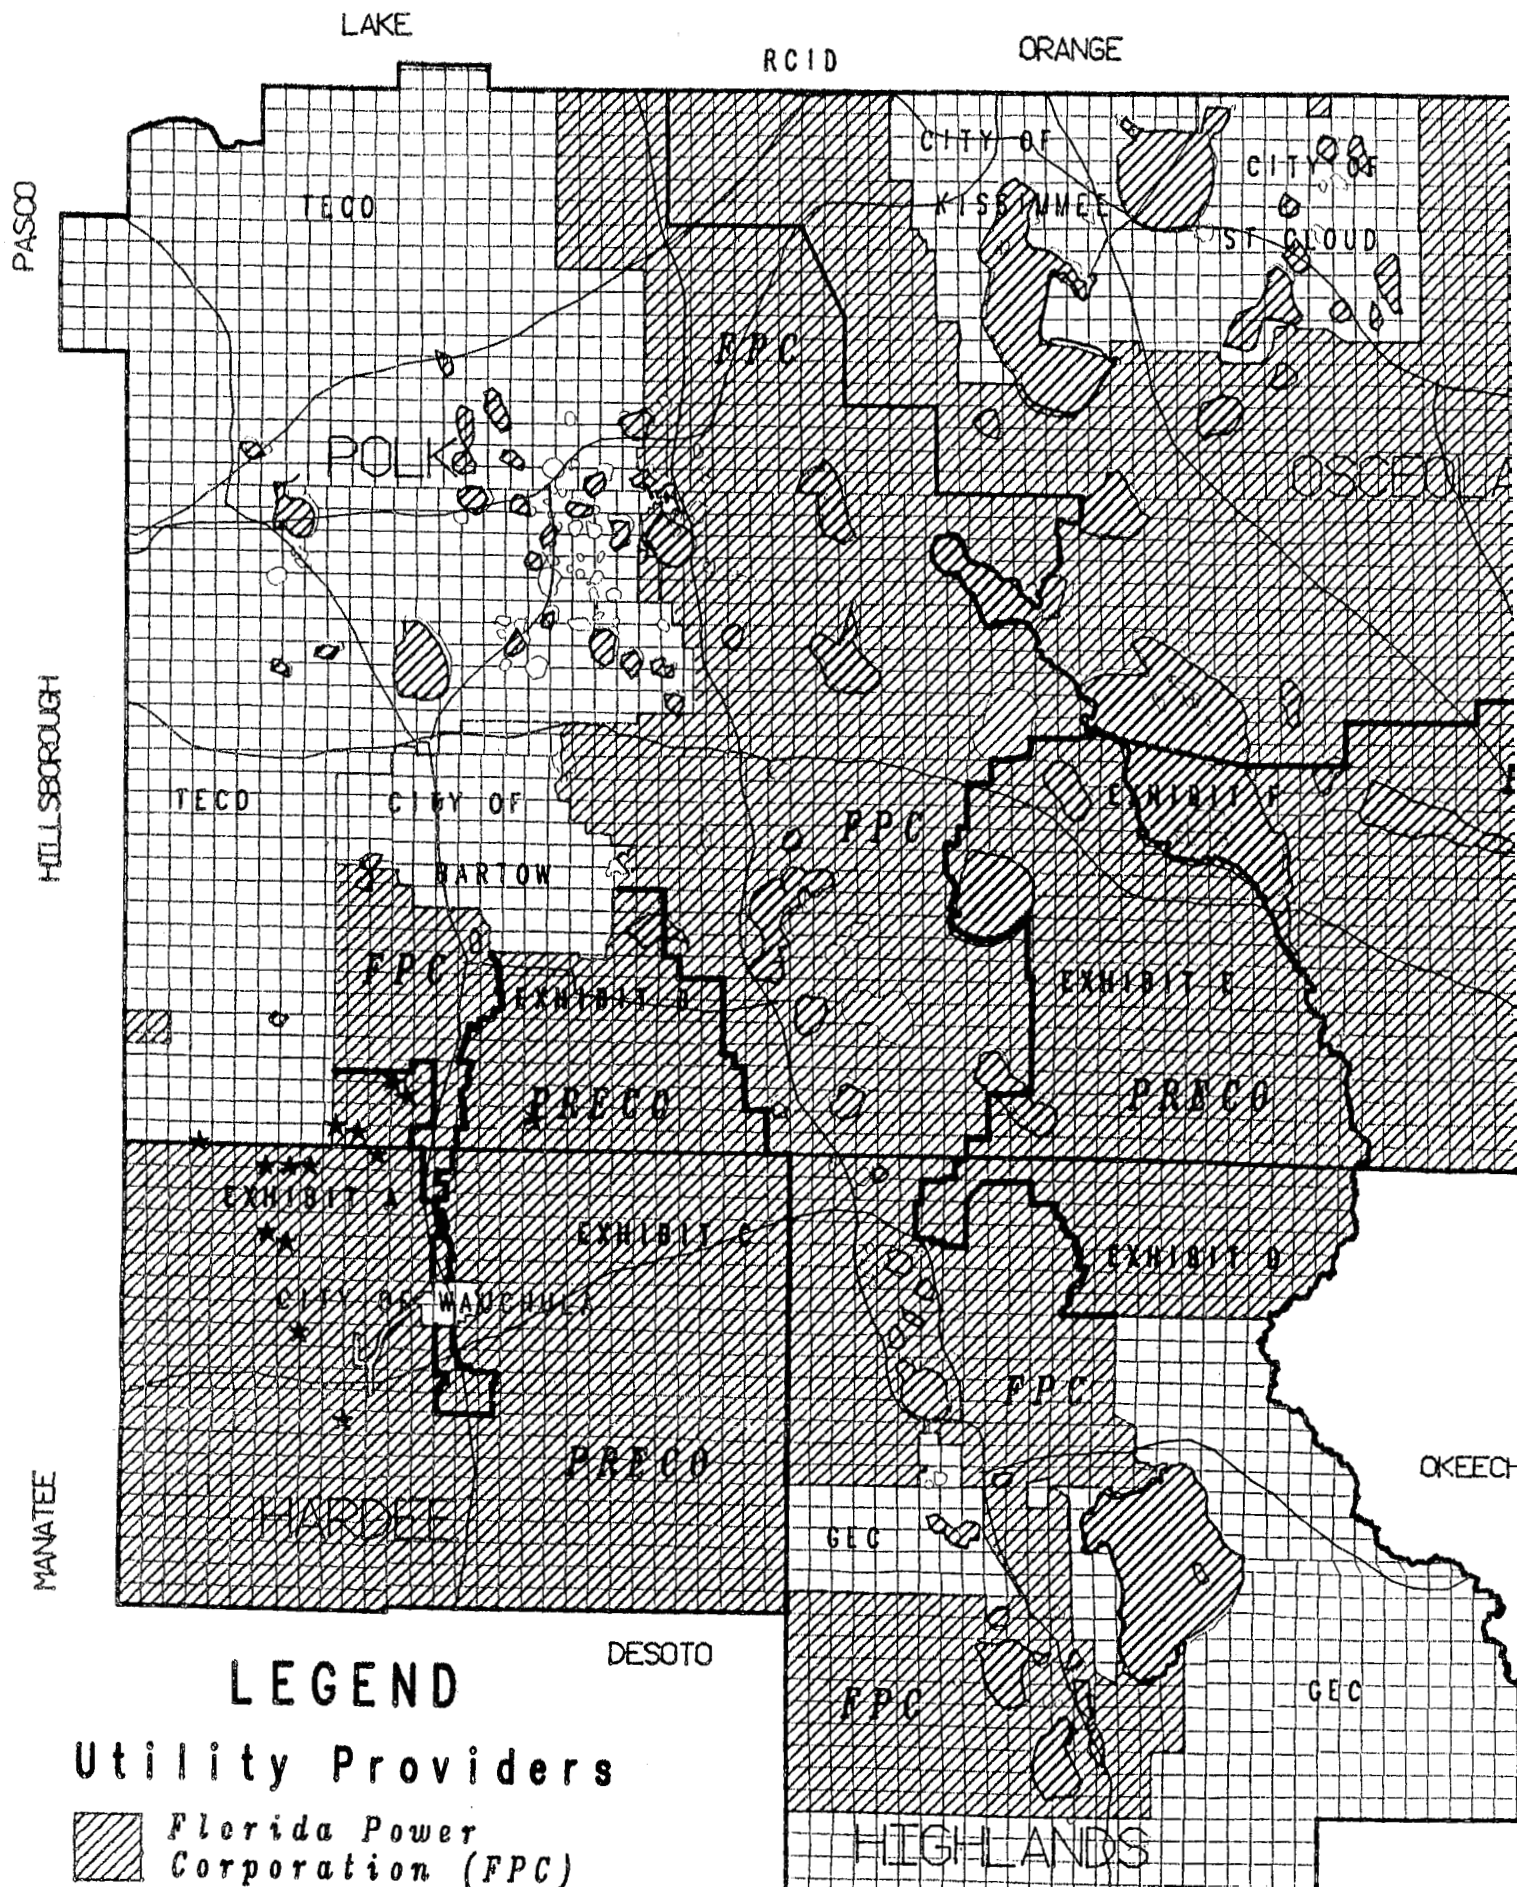 LAKE
RCID
ORANGE
CITY OF
KISSIMMEE
CITY OF
ST CLOUD
PASCO
TECO
FPC
POLK
OSCEOLA
HILLSBOROUGH
TECO
CITY OF
BARTOW
FPC
EXHIBIT F
FPC
EXHIBIT B
EXHIBIT E
PRECO
PRECO
EXHIBIT A
EXHIBIT C
EXHIBIT D
CITY OF WAUCHULA
FPC
PRECO
OKEECH
MANATEE
HARDEE
GEC
DESOTO
GEC
FPC
HIGHLANDS
LEGEND
Utility Providers
Florida Power
Corporation (FPC)